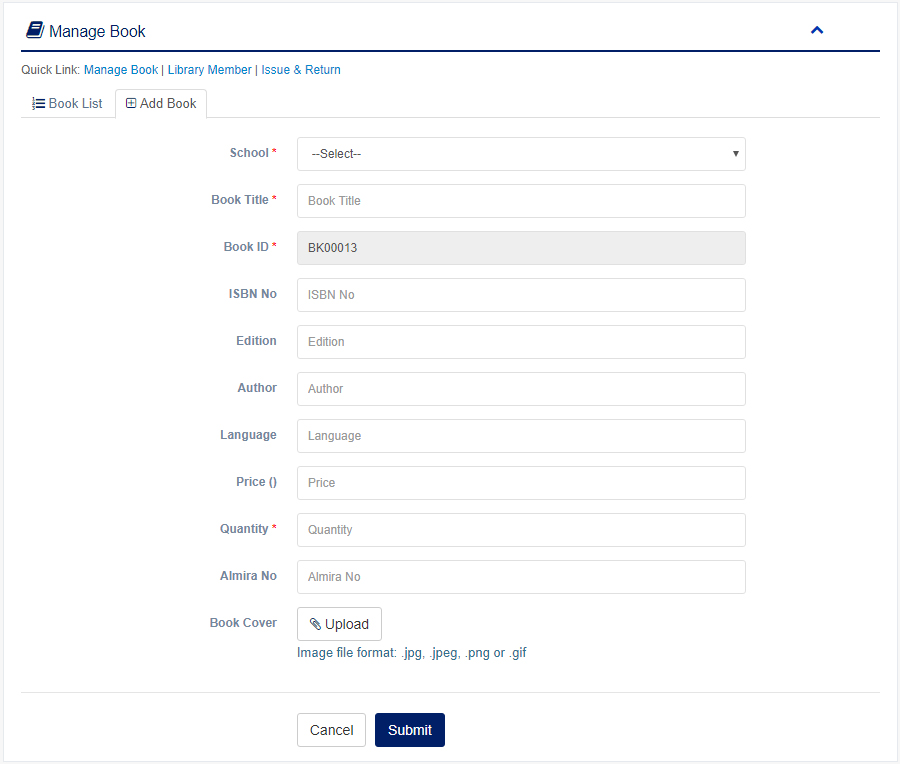 Manage Book
Quick Link: Manage Book | Library Member | Issue & Return
Book List Add Book
School * --Select--
Book Title * Book Title
Book ID * BK00013
ISBN No ISBN No
Edition Edition
Author Author
Language Language
Price () Price
Quantity * Quantity
Almira No Almira No
Book Cover Upload
Image file format: .jpg, .jpeg, .png or .gif
Cancel Submit